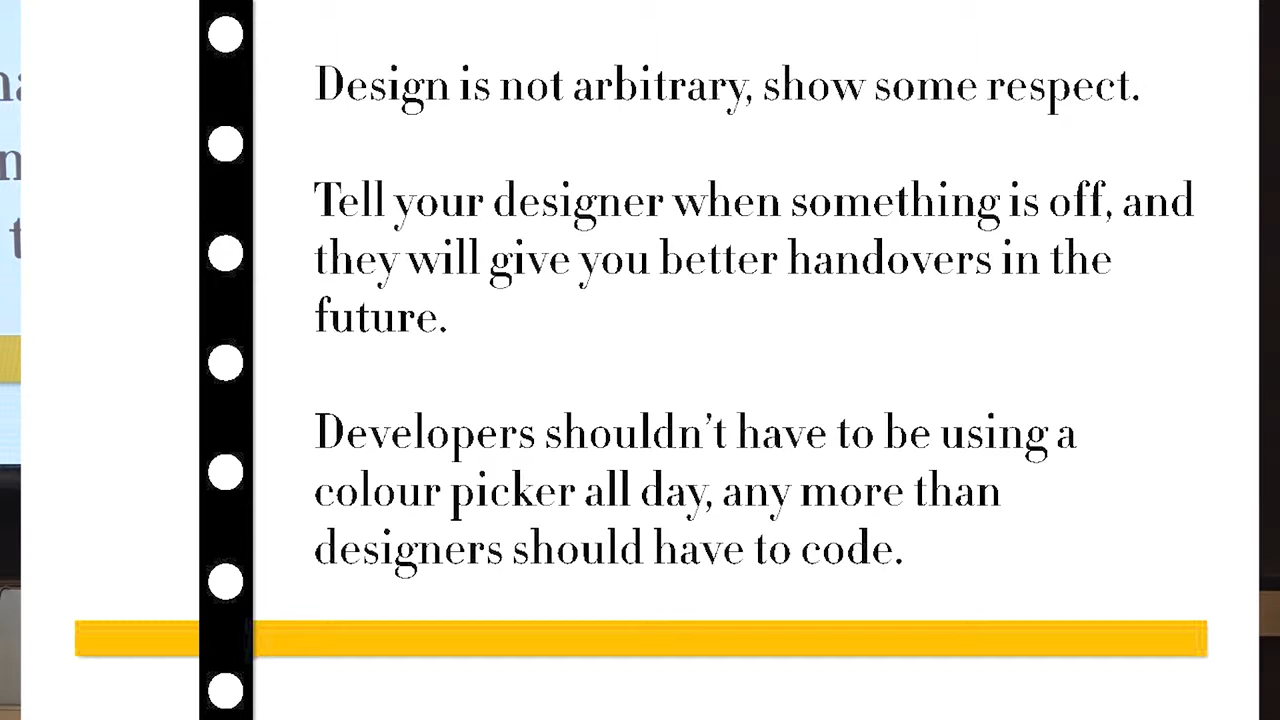 Design is not arbitrary, show some respect.
Tell your designer when something is off, and
they will give you better handovers in the
future.
Developers shouldn't have to be using a
colour picker all day, any more than
designers should have to code.